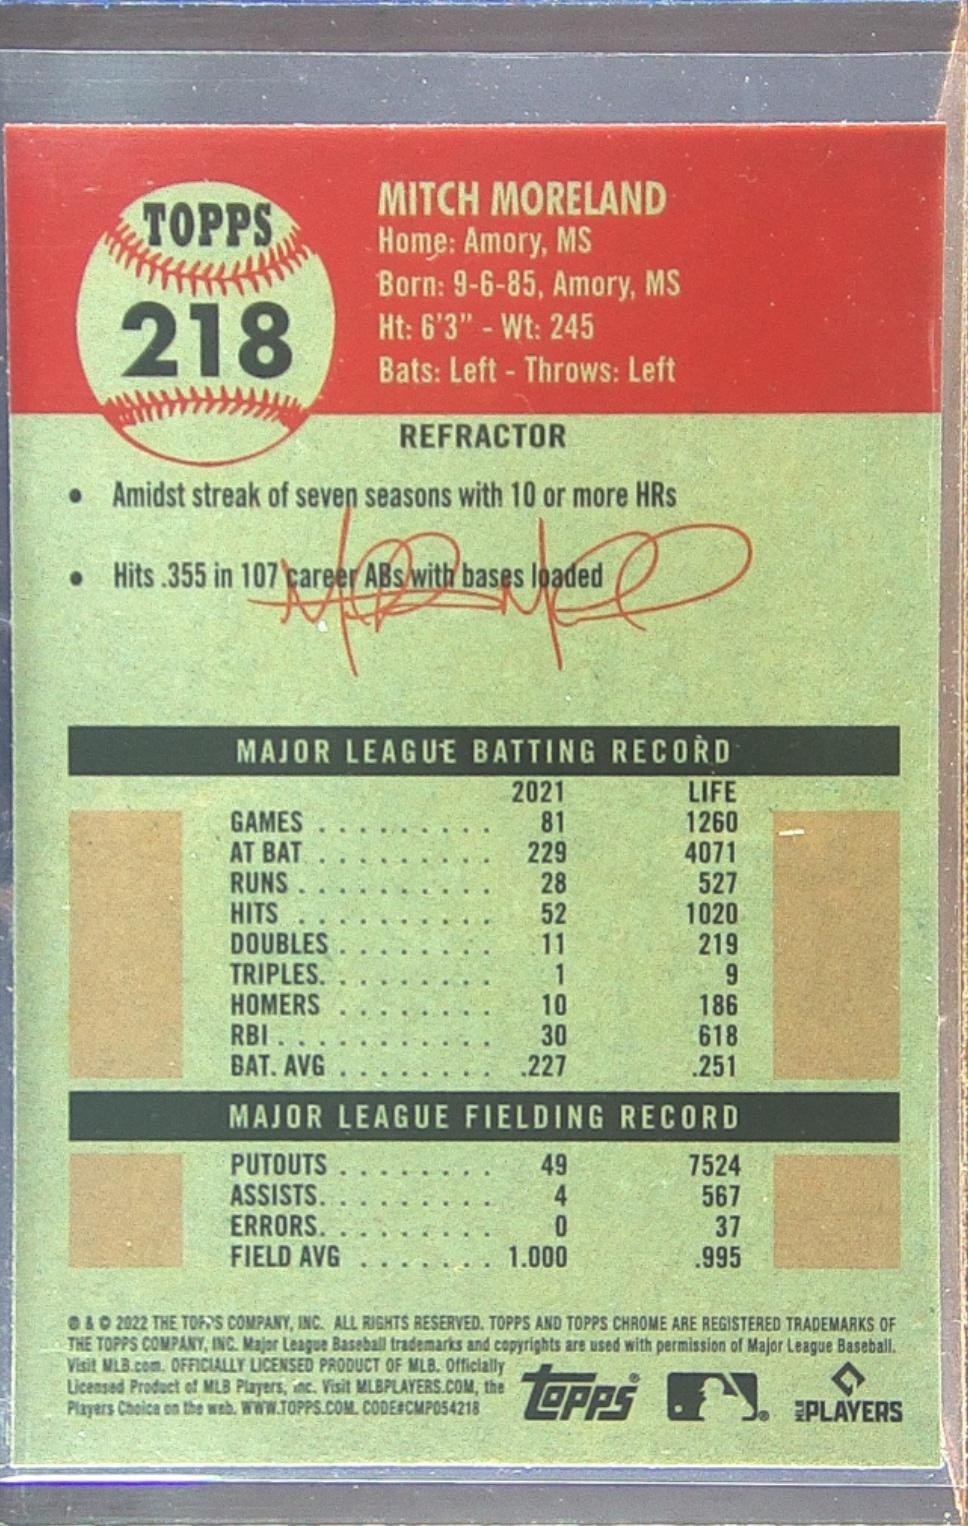 TOPPS
218
MITCH MORELAND
Home: Amory, MS
Born: 9-6-85, Amory, MS
Ht: 6'3" - Wt: 245
Bats: Left - Throws: Left
REFRACTOR
• Amidst streak of seven seasons with 10 or more HRs
• Hits .355 in 107 career ABs with bases loaded
MAJOR LEAGUE BATTING RECORD
2021 LIFE
GAMES . . . . . . . . . . 81 1260
AT BAT . . . . . . . . . . 229 4071
RUNS . . . . . . . . . . . 28 527
HITS . . . . . . . . . . . 52 1020
DOUBLES . . . . . . . . . 11 219
TRIPLES. . . . . . . . . . 1 9
HOMERS . . . . . . . . . 10 186
RBI . . . . . . . . . . . . 30 618
BAT. AVG . . . . . . . . . .227 .251
MAJOR LEAGUE FIELDING RECORD
PUTOUTS . . . . . . . . . 49 7524
ASSISTS. . . . . . . . . . 4 567
ERRORS. . . . . . . . . . 0 37
FIELD AVG . . . . . . . 1.000 .995
® & © 2022 THE TOPPS COMPANY, INC. ALL RIGHTS RESERVED. TOPPS AND TOPPS CHROME ARE REGISTERED TRADEMARKS OF
THE TOPPS COMPANY, INC. Major League Baseball trademarks and copyrights are used with permission of Major League Baseball.
Visit MLB.com. OFFICIALLY LICENSED PRODUCT OF MLB. Officially
Licensed Product of MLB Players, Inc. Visit MLBPLAYERS.COM, the
Players Choice on the web. WWW.TOPPS.COM. CODE#CMP054218
TOPPS®
MLB PLAYERS